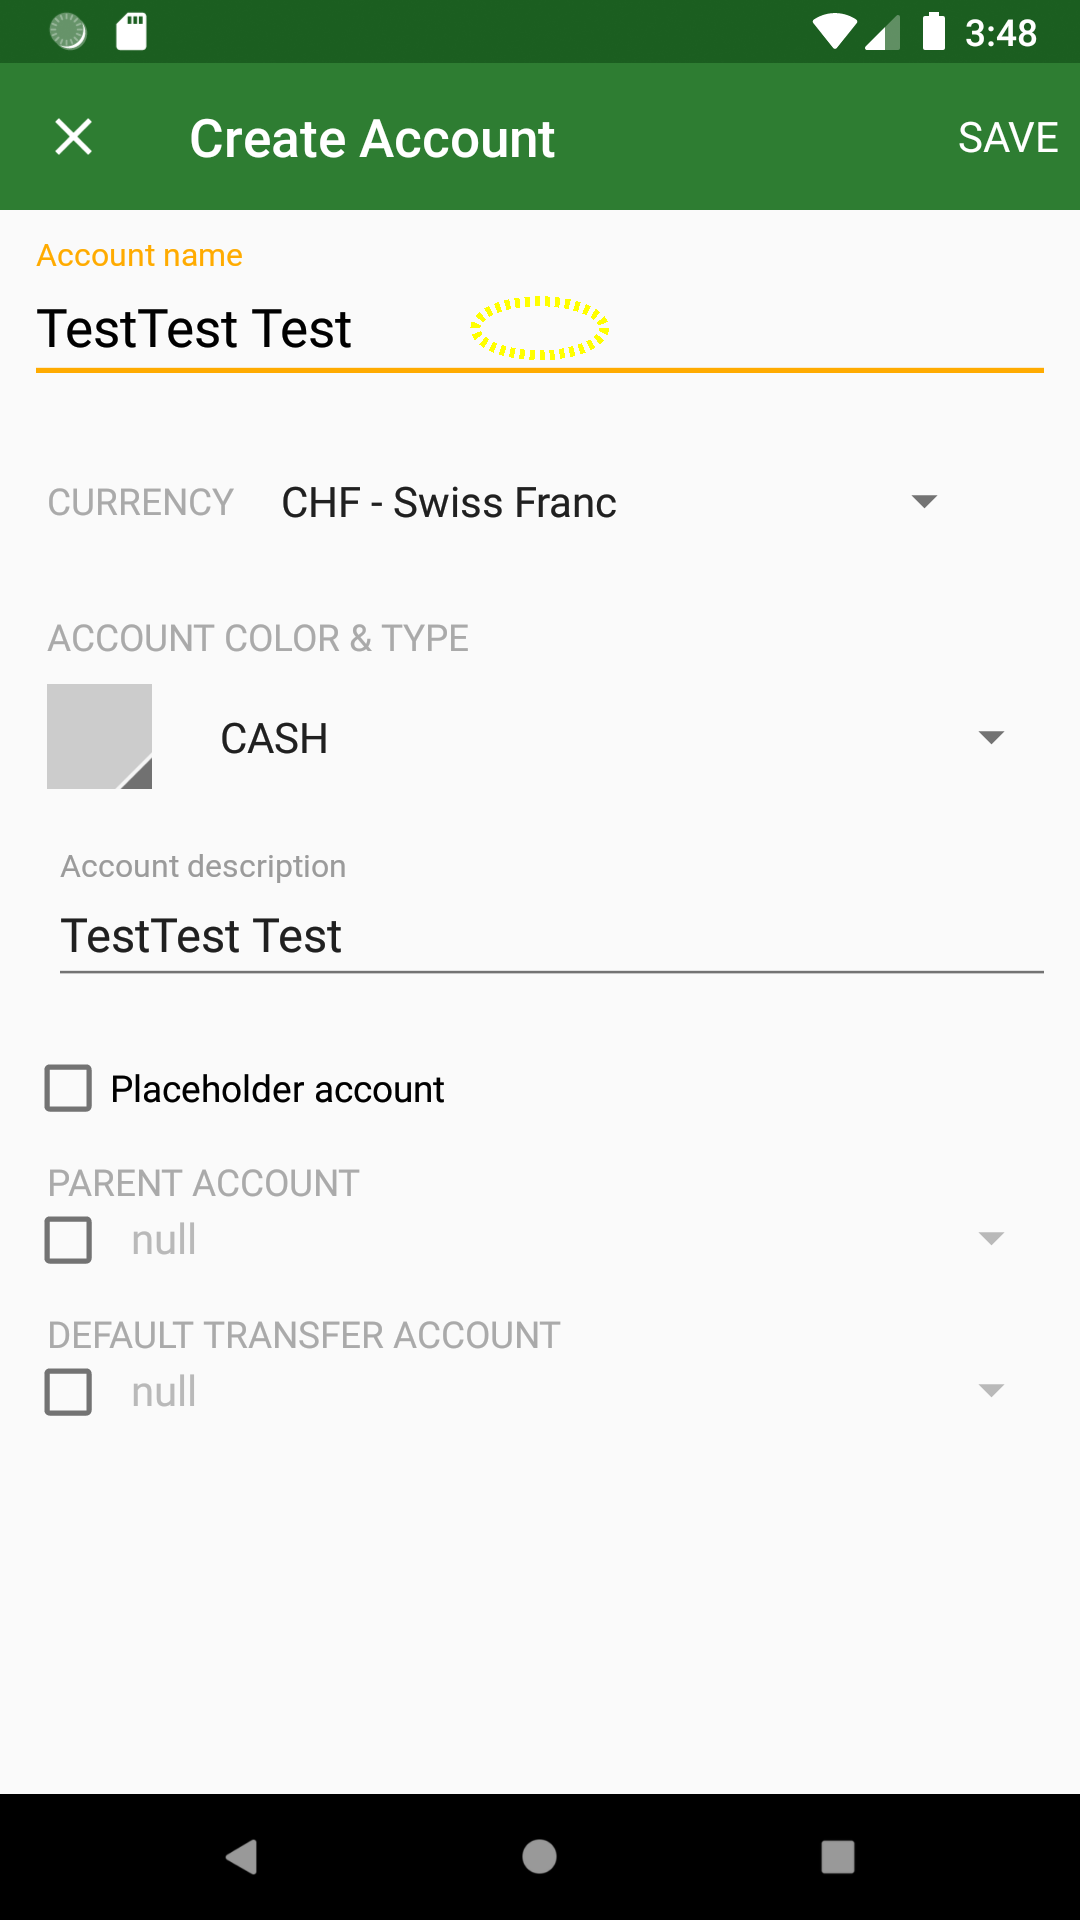 3:48
Create Account
SAVE
Account name
TestTest Test
CURRENCY CHF - Swiss Franc
ACCOUNT COLOR & TYPE
CASH
Account description
TestTest Test
Placeholder account
PARENT ACCOUNT
null
DEFAULT TRANSFER ACCOUNT
null